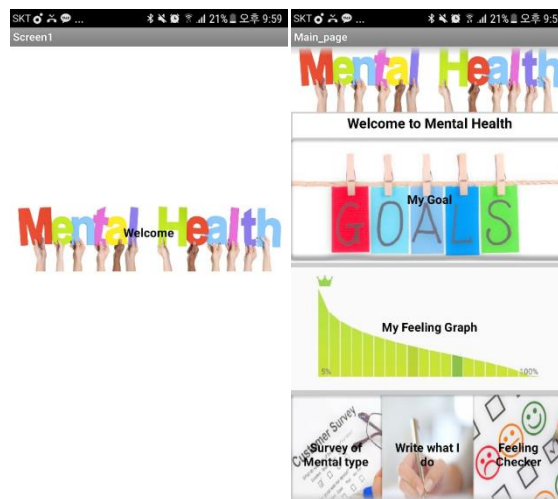 SKT ... 21% 오후 9:59
Screen1
Mental Health
Welcome
SKT ... 21% 오후 9:5
Main_page
Mental Health
Welcome to Mental Health
GOALS
My Goal
My Feeling Graph
5% 100%
Customer Survey
Survey of
Mental type
Write what I
do
Feeling
Checker